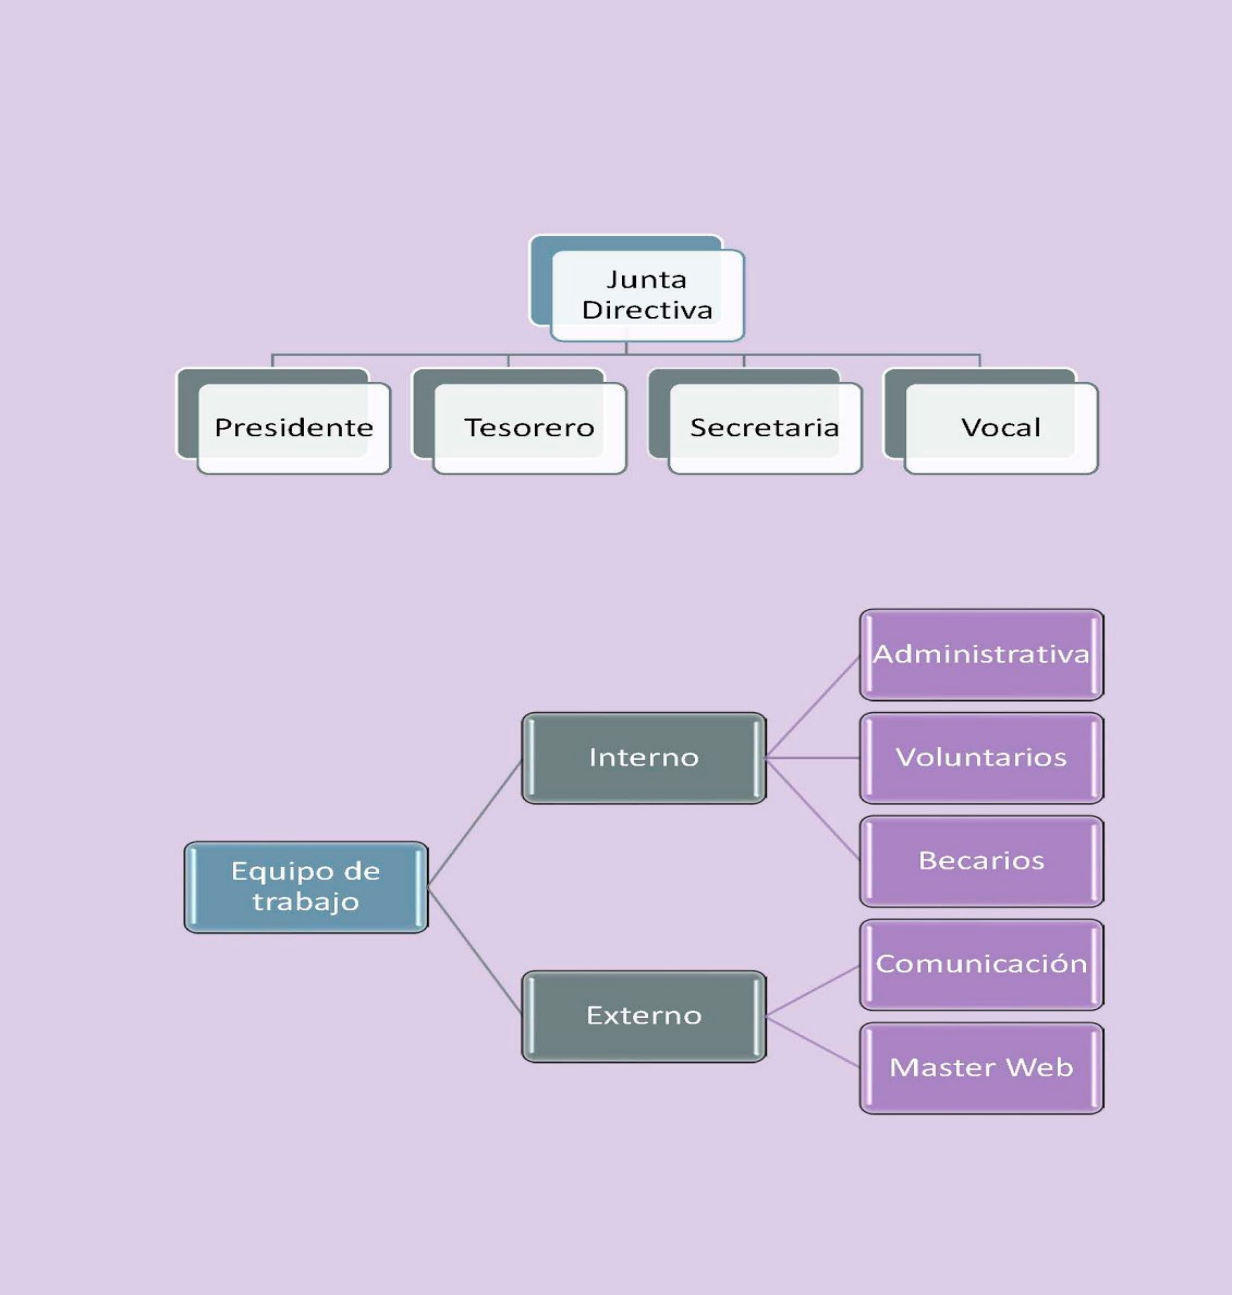 Junta
Directiva
Presidente
Tesorero
Secretaria
Vocal
Administrativa
Interno
Voluntarios
Becarios
Equipo de
trabajo
Comunicación
Externo
Master Web